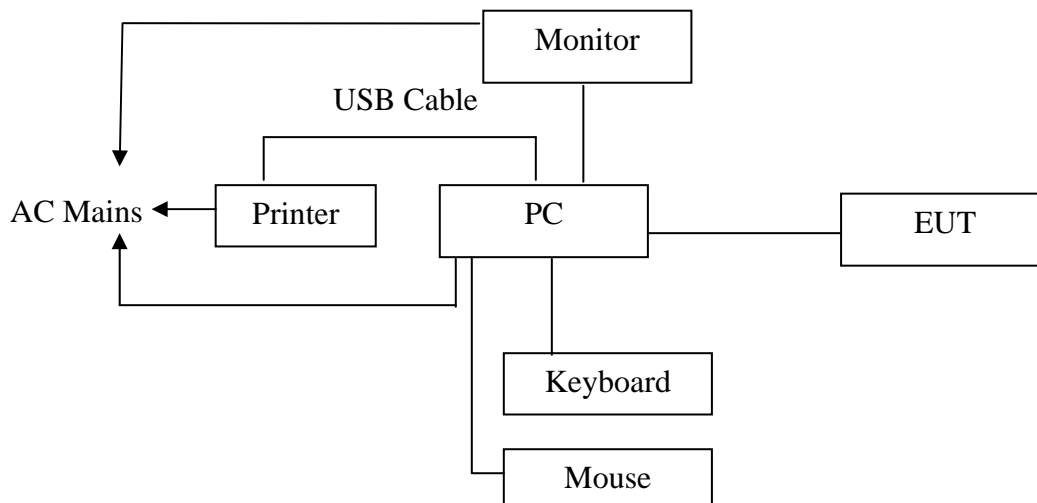 Monitor
USB Cable
AC Mains
Printer
PC
EUT
Keyboard
Mouse